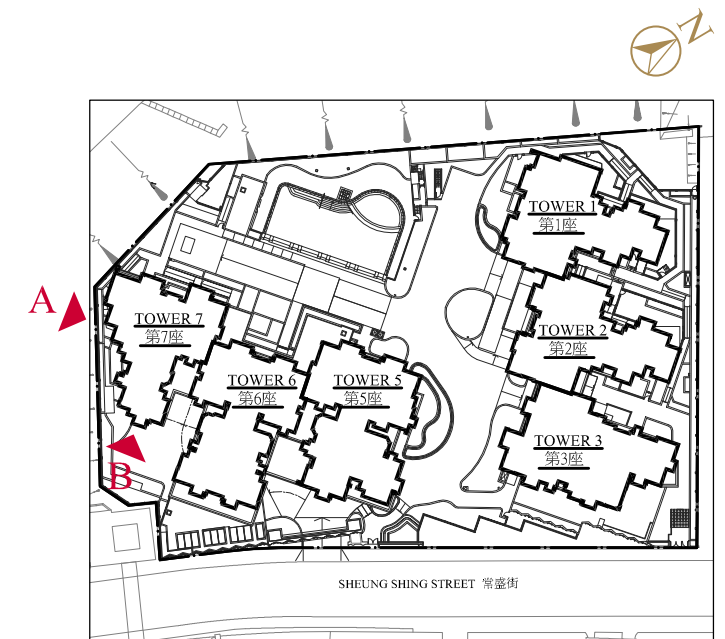 N
TOWER 1
第1座
A
TOWER 7
第7座
TOWER 2
第2座
TOWER 6
第6座
TOWER 5
第5座
TOWER 3
第3座
B
SHEUNG SHING STREET 常盛街